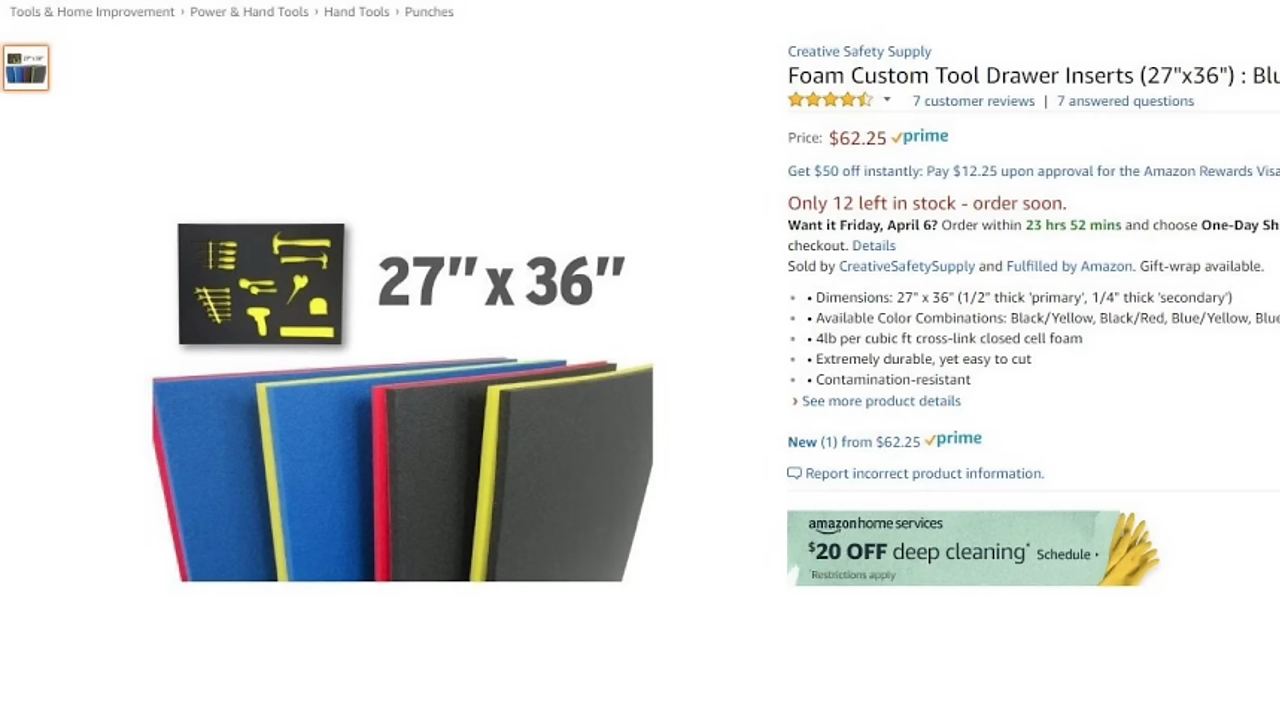 Tools & Home Improvement › Power & Hand Tools › Hand Tools › Punches
27" x 36"
27" x 36"
Creative Safety Supply
Foam Custom Tool Drawer Inserts (27"x36") : Blu
7 customer reviews | 7 answered questions
Price: $62.25 prime
Get $50 off instantly: Pay $12.25 upon approval for the Amazon Rewards Visa
Only 12 left in stock - order soon.
Want it Friday, April 6? Order within 23 hrs 52 mins and choose One-Day Sh
checkout. Details
Sold by CreativeSafetySupply and Fulfilled by Amazon. Gift-wrap available.
• • Dimensions: 27" x 36" (1/2" thick 'primary', 1/4" thick 'secondary')
• • Available Color Combinations: Black/Yellow, Black/Red, Blue/Yellow, Blue
• • 4lb per cubic ft cross-link closed cell foam
• • Extremely durable, yet easy to cut
• • Contamination-resistant
› See more product details
New (1) from $62.25 prime
Report incorrect product information.
amazonhome services
$20 OFF deep cleaning* Schedule ›
*Restrictions apply